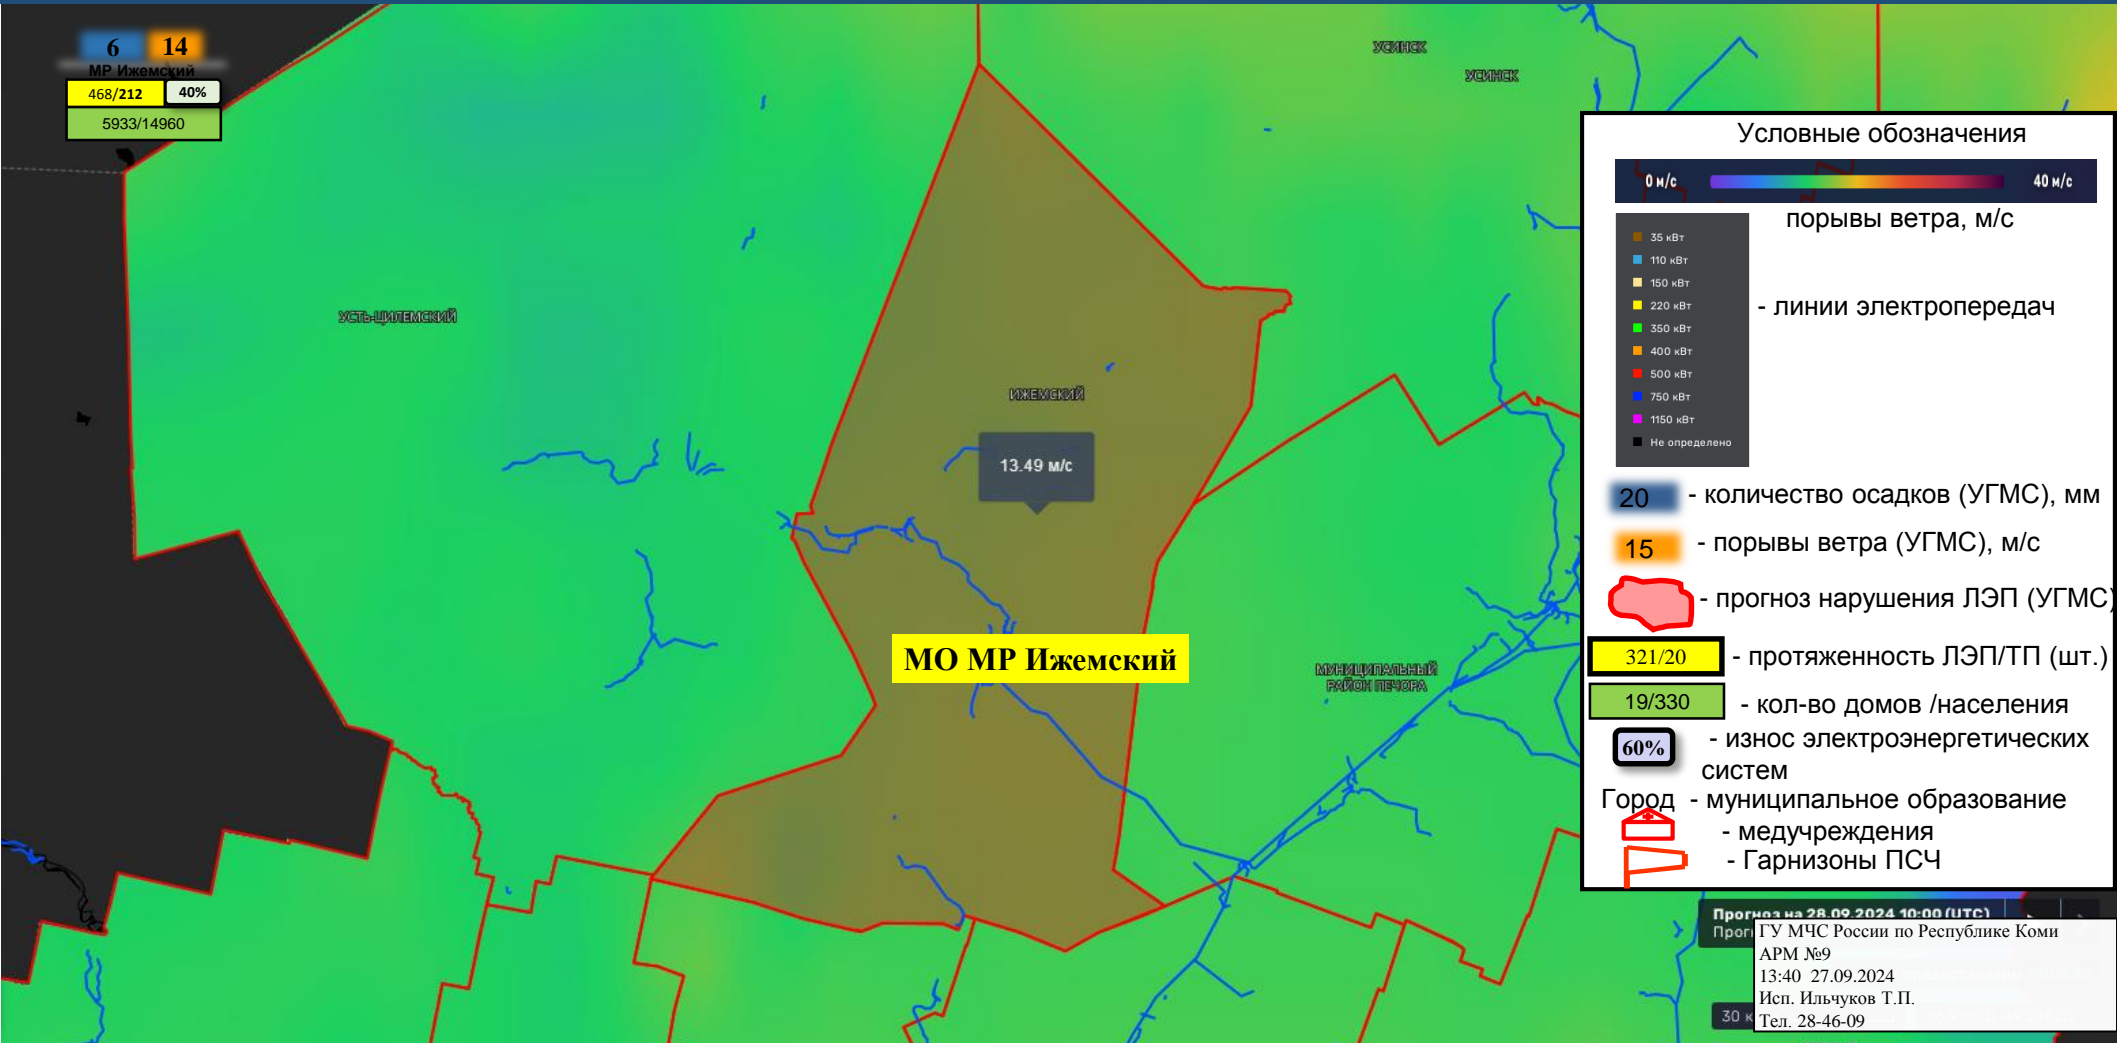 6 14
МР Ижемский
468/212 40%
5933/14960
УСИНСК
УСИНСК
УСТЬ-ЦИЛЕМСКИЙ
ИЖЕМСКИЙ
13.49 м/с
МО МР Ижемский
МУНИЦИПАЛЬНЫЙ
РАЙОН ПЕЧОРА
Условные обозначения
0 м/с 40 м/с
порывы ветра, м/с
35 кВт
110 кВт
150 кВт
220 кВт
350 кВт
400 кВт
500 кВт
750 кВт
1150 кВт
Не определено
- линии электропередач
20 - количество осадков (УГМС), мм
15 - порывы ветра (УГМС), м/с
- прогноз нарушения ЛЭП (УГМС)
321/20 - протяженность ЛЭП/ТП (шт.)
19/330 - кол-во домов /населения
60% - износ электроэнергетических
систем
Город - муниципальное образование
- медучреждения
- Гарнизоны ПСЧ
Прогноз на 28.09.2024 10:00 (UTC)
ГУ МЧС России по Республике Коми
АРМ №9
13:40 27.09.2024
Исп. Ильчуков Т.П.
Тел. 28-46-09
30